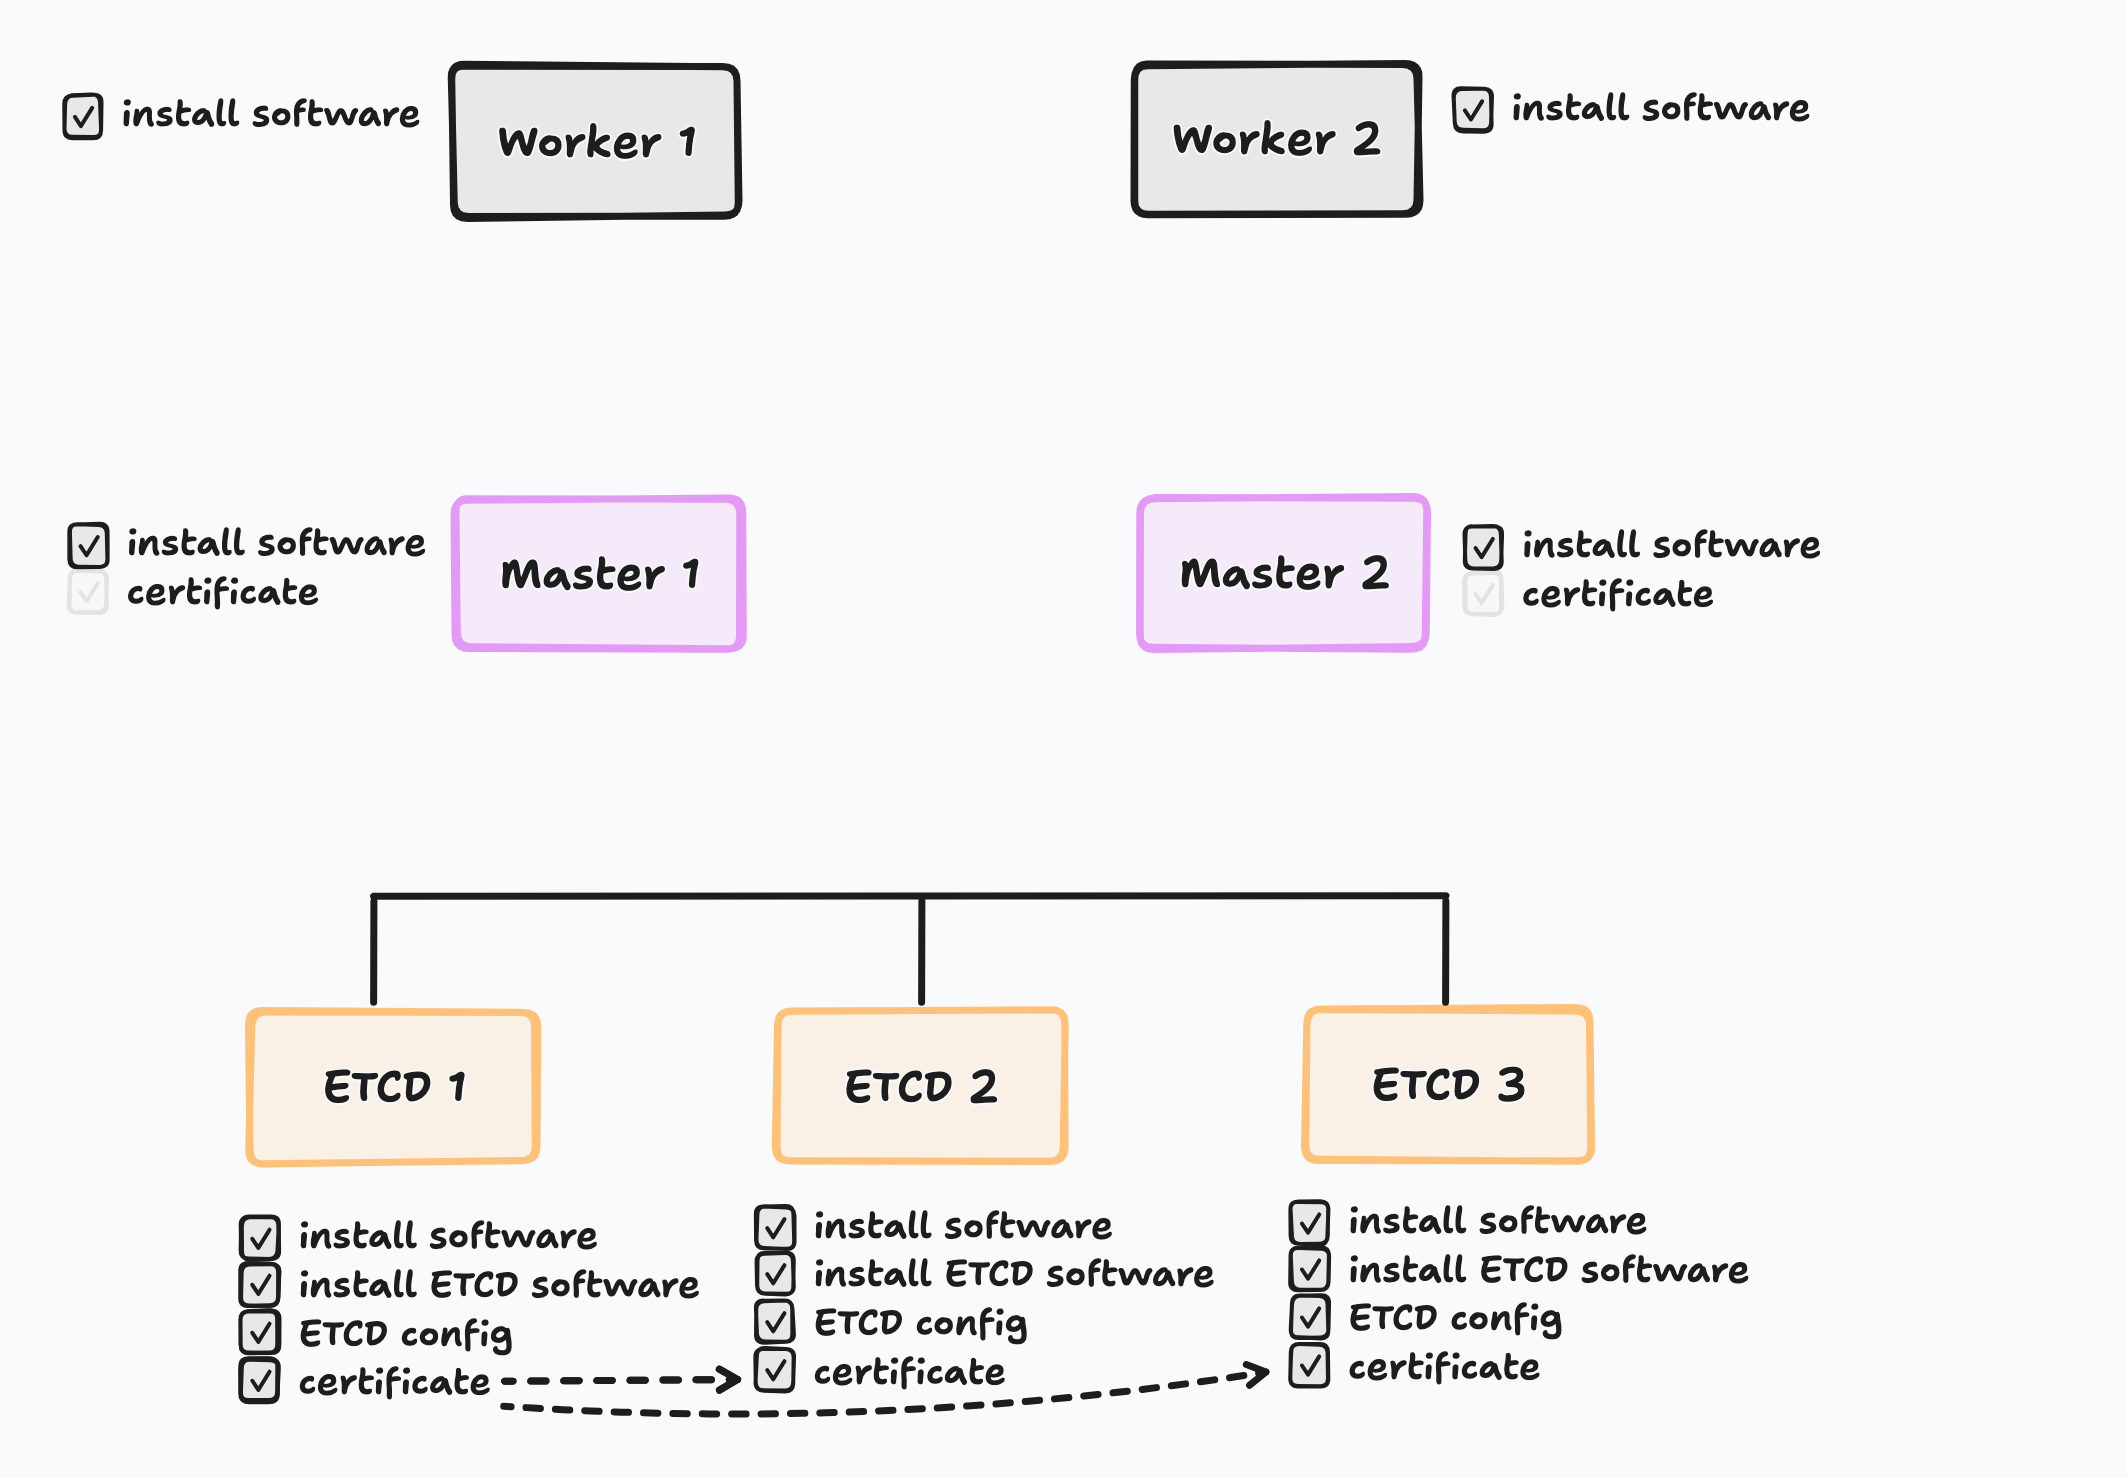 install software
Worker 1
Worker 2
install software
install software
certificate
Master 1
Master 2
install software
certificate
ETCD 1
ETCD 2
ETCD 3
install software
install ETCD software
ETCD config
certificate
install software
install ETCD software
ETCD config
certificate
install software
install ETCD software
ETCD config
certificate